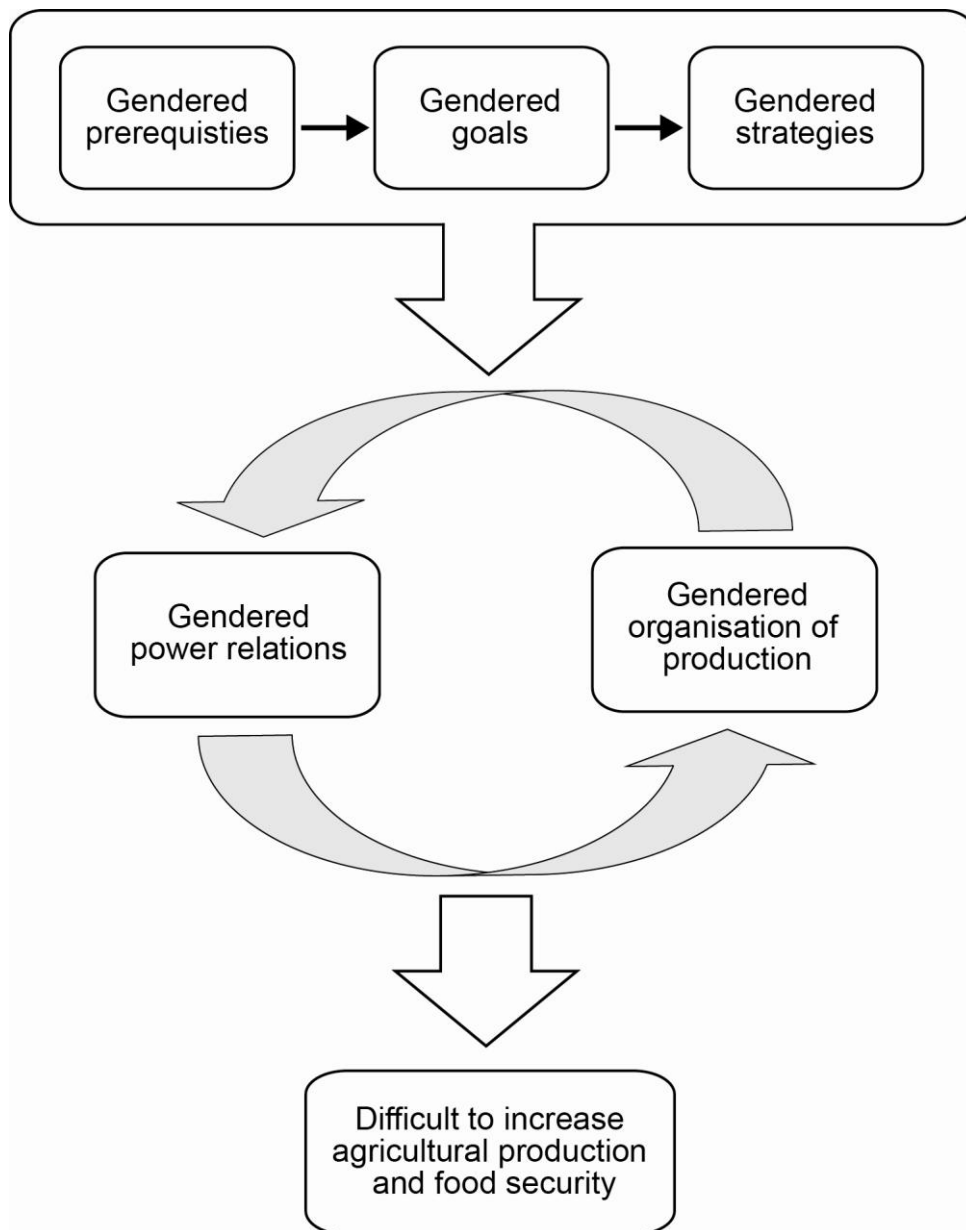 Gendered
prerequisties
Gendered
goals
Gendered
strategies
Gendered
power relations
Gendered
organisation of
production
Difficult to increase
agricultural production
and food security